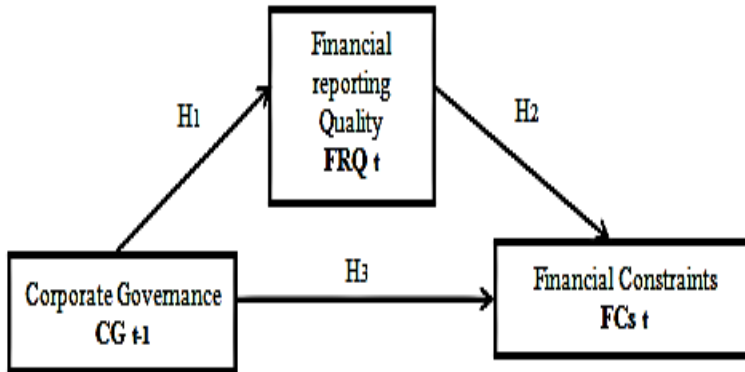 Financial
reporting
Quality
FRQ t
H1
H2
Corporate Governance
CG t-1
H3
Financial Constraints
FCs t